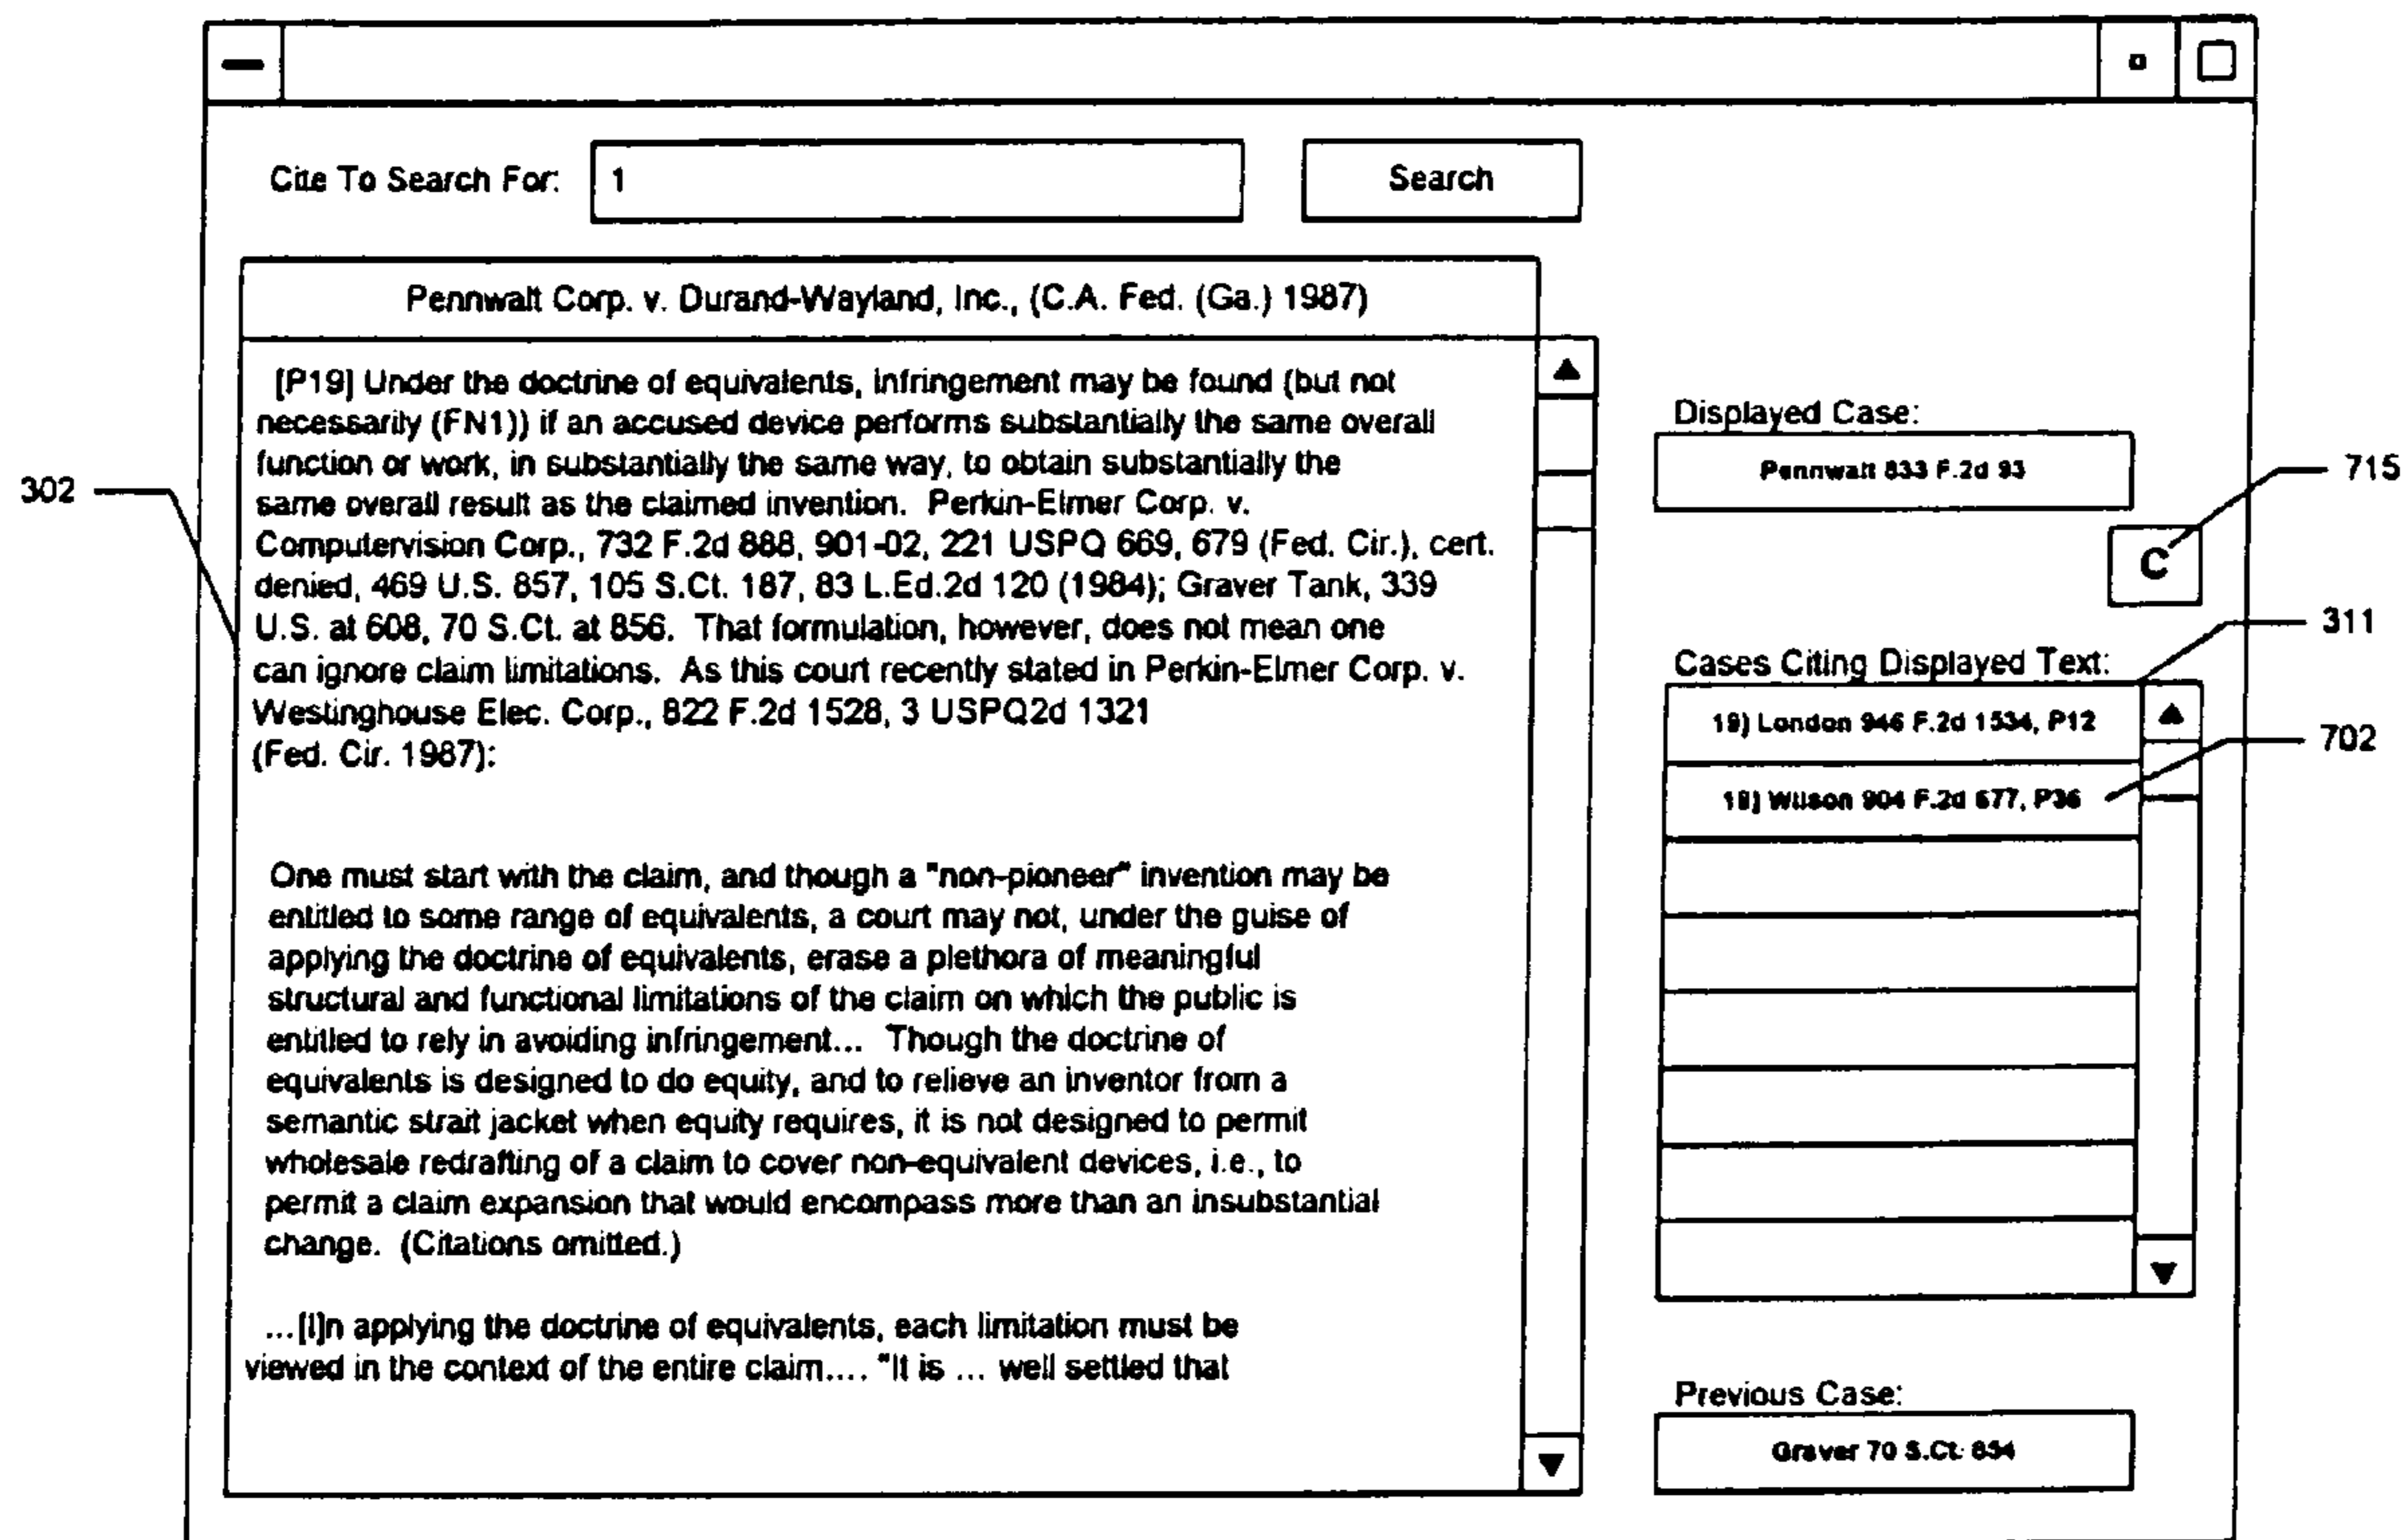 Cite To Search For: 1 Search
Pennwalt Corp. v. Durand-Wayland, Inc., (C.A. Fed. (Ga.) 1987)
[P19] Under the doctrine of equivalents, infringement may be found (but not
necessarily (FN1)) if an accused device performs substantially the same overall
function or work, in substantially the same way, to obtain substantially the
same overall result as the claimed invention. Perkin-Elmer Corp. v.
Computervision Corp., 732 F.2d 888, 901-02, 221 USPQ 669, 679 (Fed. Cir.), cert.
denied, 469 U.S. 857, 105 S.Ct. 187, 83 L.Ed.2d 120 (1984); Graver Tank, 339
U.S. at 608, 70 S.Ct. at 856. That formulation, however, does not mean one
can ignore claim limitations. As this court recently stated in Perkin-Elmer Corp. v.
Westinghouse Elec. Corp., 822 F.2d 1528, 3 USPQ2d 1321
(Fed. Cir. 1987):
One must start with the claim, and though a "non-pioneer" invention may be
entitled to some range of equivalents, a court may not, under the guise of
applying the doctrine of equivalents, erase a plethora of meaningful
structural and functional limitations of the claim on which the public is
entitled to rely in avoiding infringement... Though the doctrine of
equivalents is designed to do equity, and to relieve an inventor from a
semantic strait jacket when equity requires, it is not designed to permit
wholesale redrafting of a claim to cover non-equivalent devices, i.e., to
permit a claim expansion that would encompass more than an insubstantial
change. (Citations omitted.)
...[I]n applying the doctrine of equivalents, each limitation must be
viewed in the context of the entire claim.... "It is ... well settled that
302
Displayed Case:
Pennwalt 833 F.2d 93
715
C
311
Cases Citing Displayed Text:
19) London 946 F.2d 1534, P12
702
18) Wilson 904 F.2d 677, P36
Previous Case:
Graver 70 S.Ct. 854